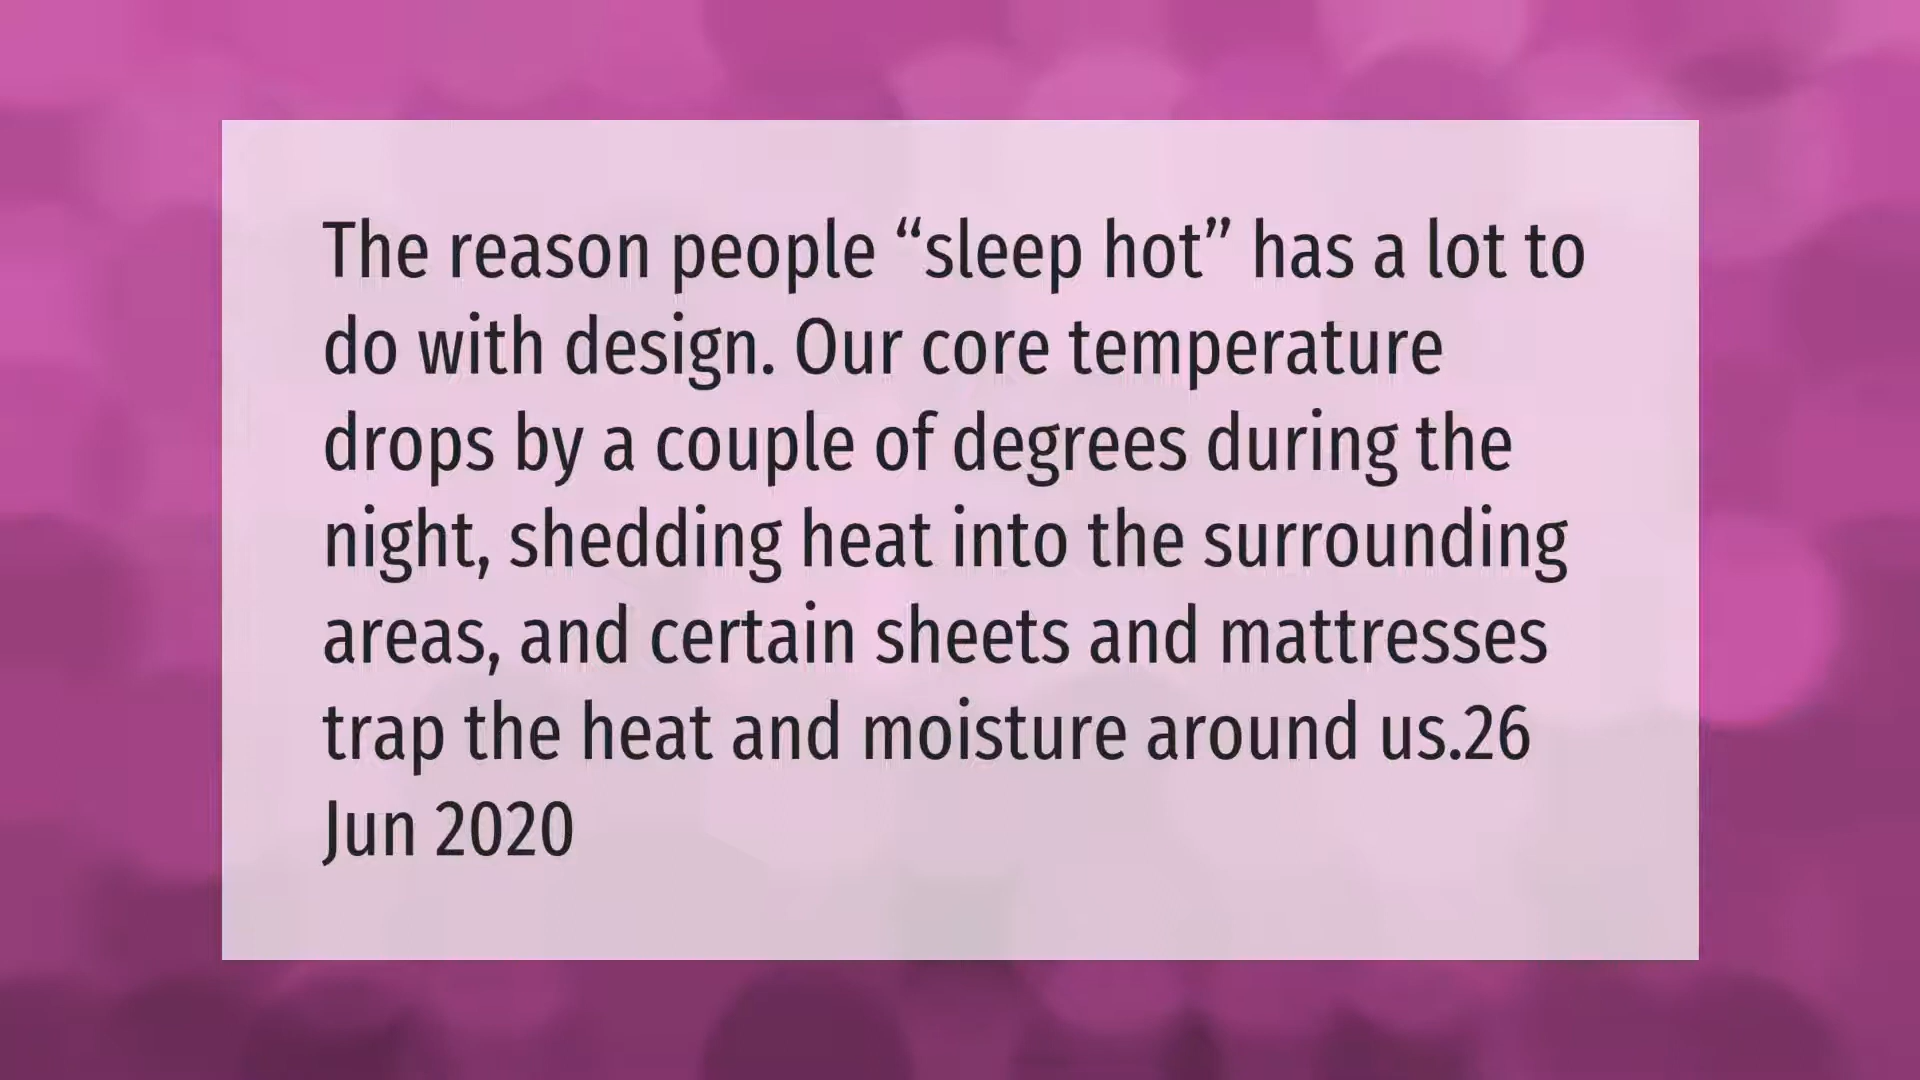 The reason people “sleep hot” has a lot to
do with design. Our core temperature
drops by a couple of degrees during the
night, shedding heat into the surrounding
areas, and certain sheets and mattresses
trap the heat and moisture around us.26
Jun 2020